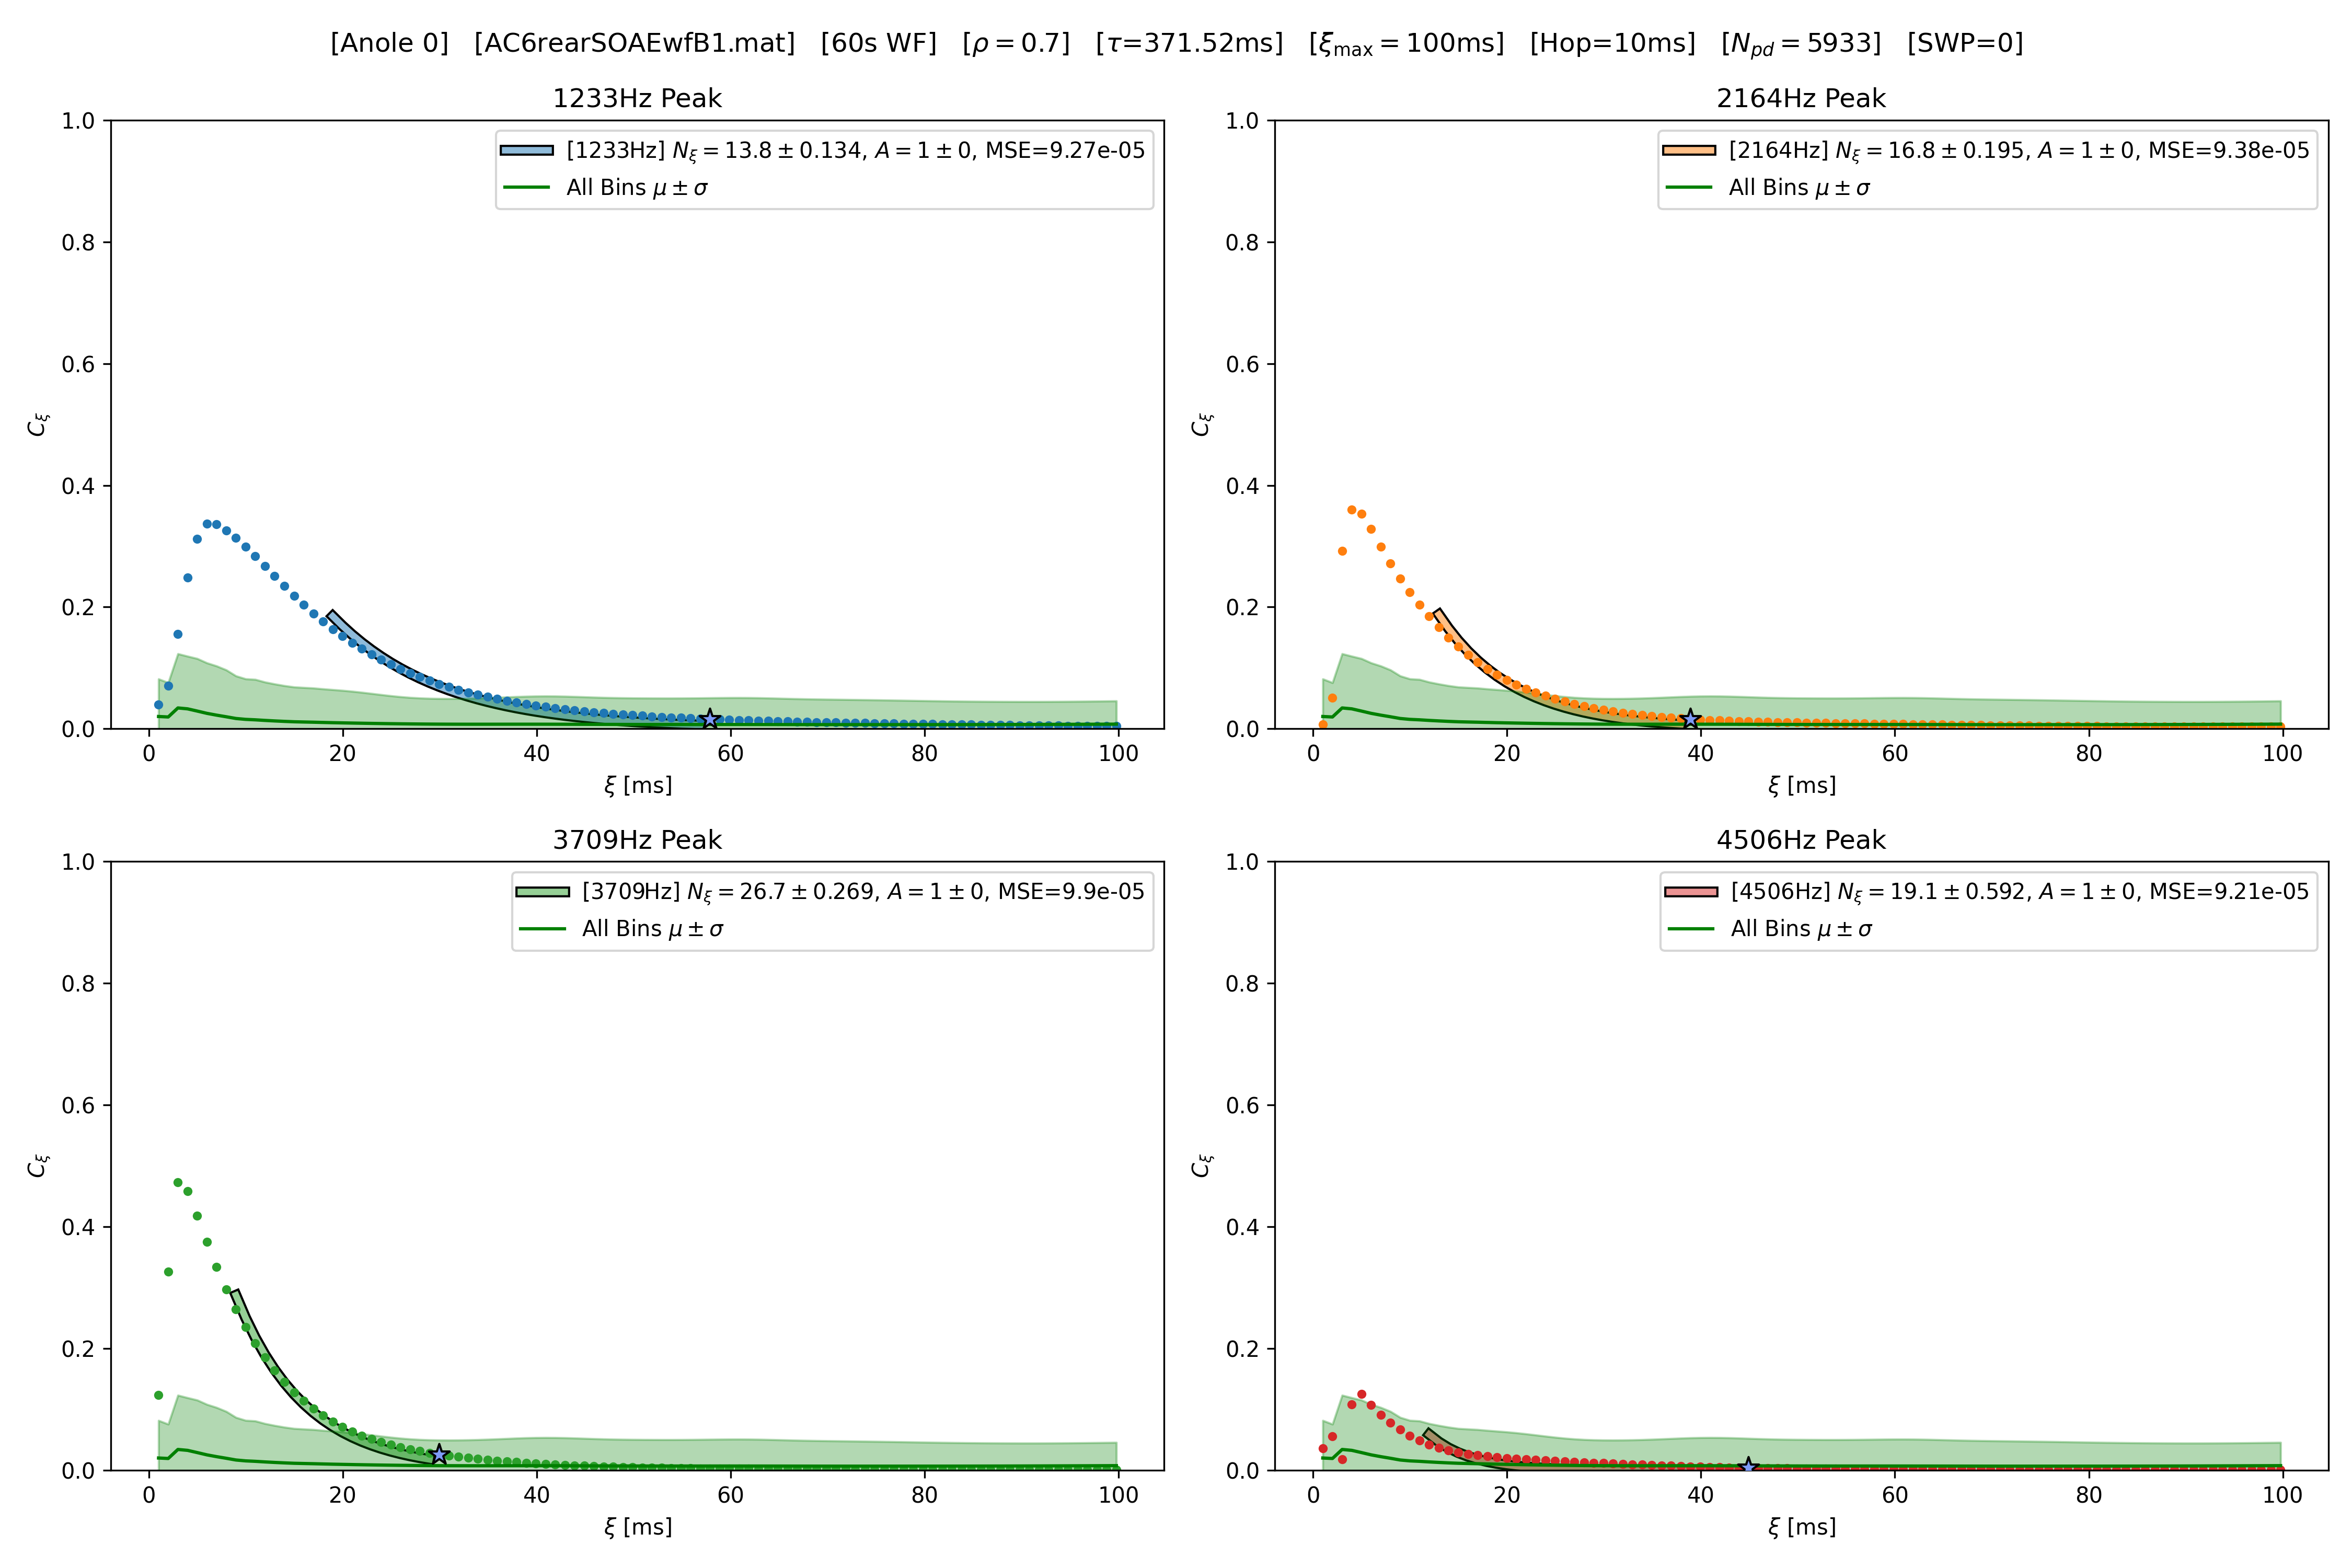 [Anole 0] [AC6rearSOAEwfB1.mat] [60s WF] [ρ = 0.7] [τ=371.52ms] [ξmax = 100ms] [Hop=10ms] [Npd = 5933] [SWP=0]
1233Hz Peak
[1233Hz] Nξ = 13.8 ± 0.134, A = 1 ± 0, MSE=9.27e-05
All Bins μ ± σ
1.0
0.8
0.6
0.4
0.2
0.0
Cξ
0 20 40 60 80 100
ξ [ms]
2164Hz Peak
[2164Hz] Nξ = 16.8 ± 0.195, A = 1 ± 0, MSE=9.38e-05
All Bins μ ± σ
1.0
0.8
0.6
0.4
0.2
0.0
Cξ
0 20 40 60 80 100
ξ [ms]
3709Hz Peak
[3709Hz] Nξ = 26.7 ± 0.269, A = 1 ± 0, MSE=9.9e-05
All Bins μ ± σ
1.0
0.8
0.6
0.4
0.2
0.0
Cξ
0 20 40 60 80 100
ξ [ms]
4506Hz Peak
[4506Hz] Nξ = 19.1 ± 0.592, A = 1 ± 0, MSE=9.21e-05
All Bins μ ± σ
1.0
0.8
0.6
0.4
0.2
0.0
Cξ
0 20 40 60 80 100
ξ [ms]